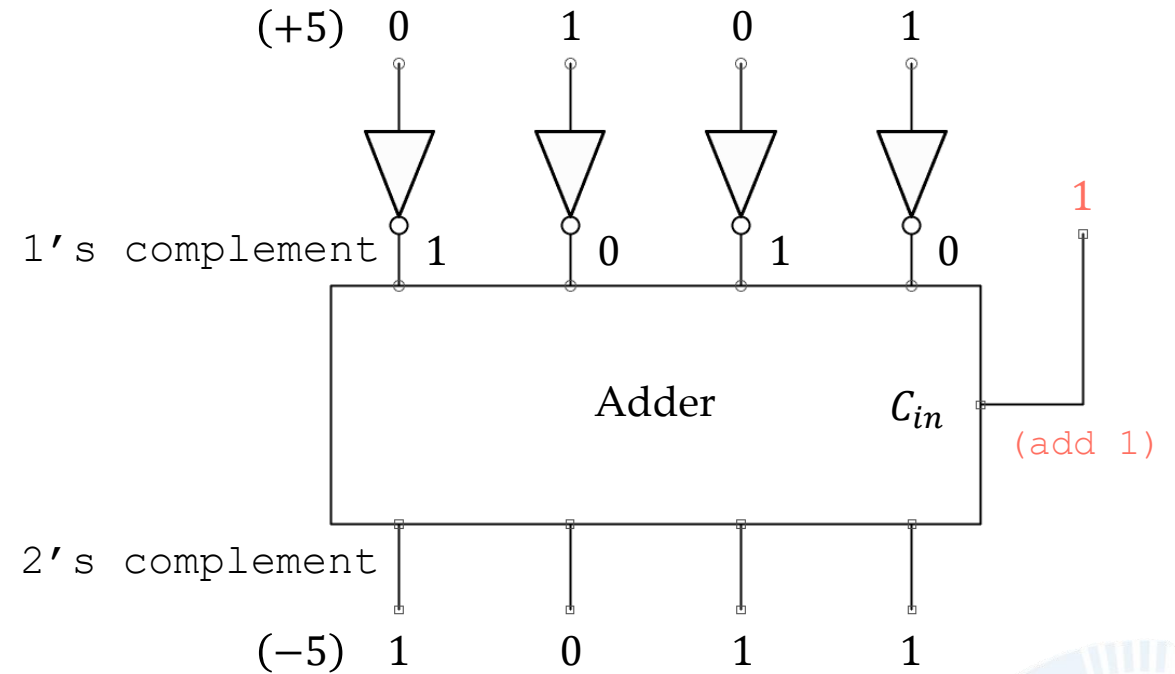 (+5) 0 1 0 1
1
1's complement 1 0 1 0
Adder C_in
(add 1)
2's complement
(−5) 1 0 1 1